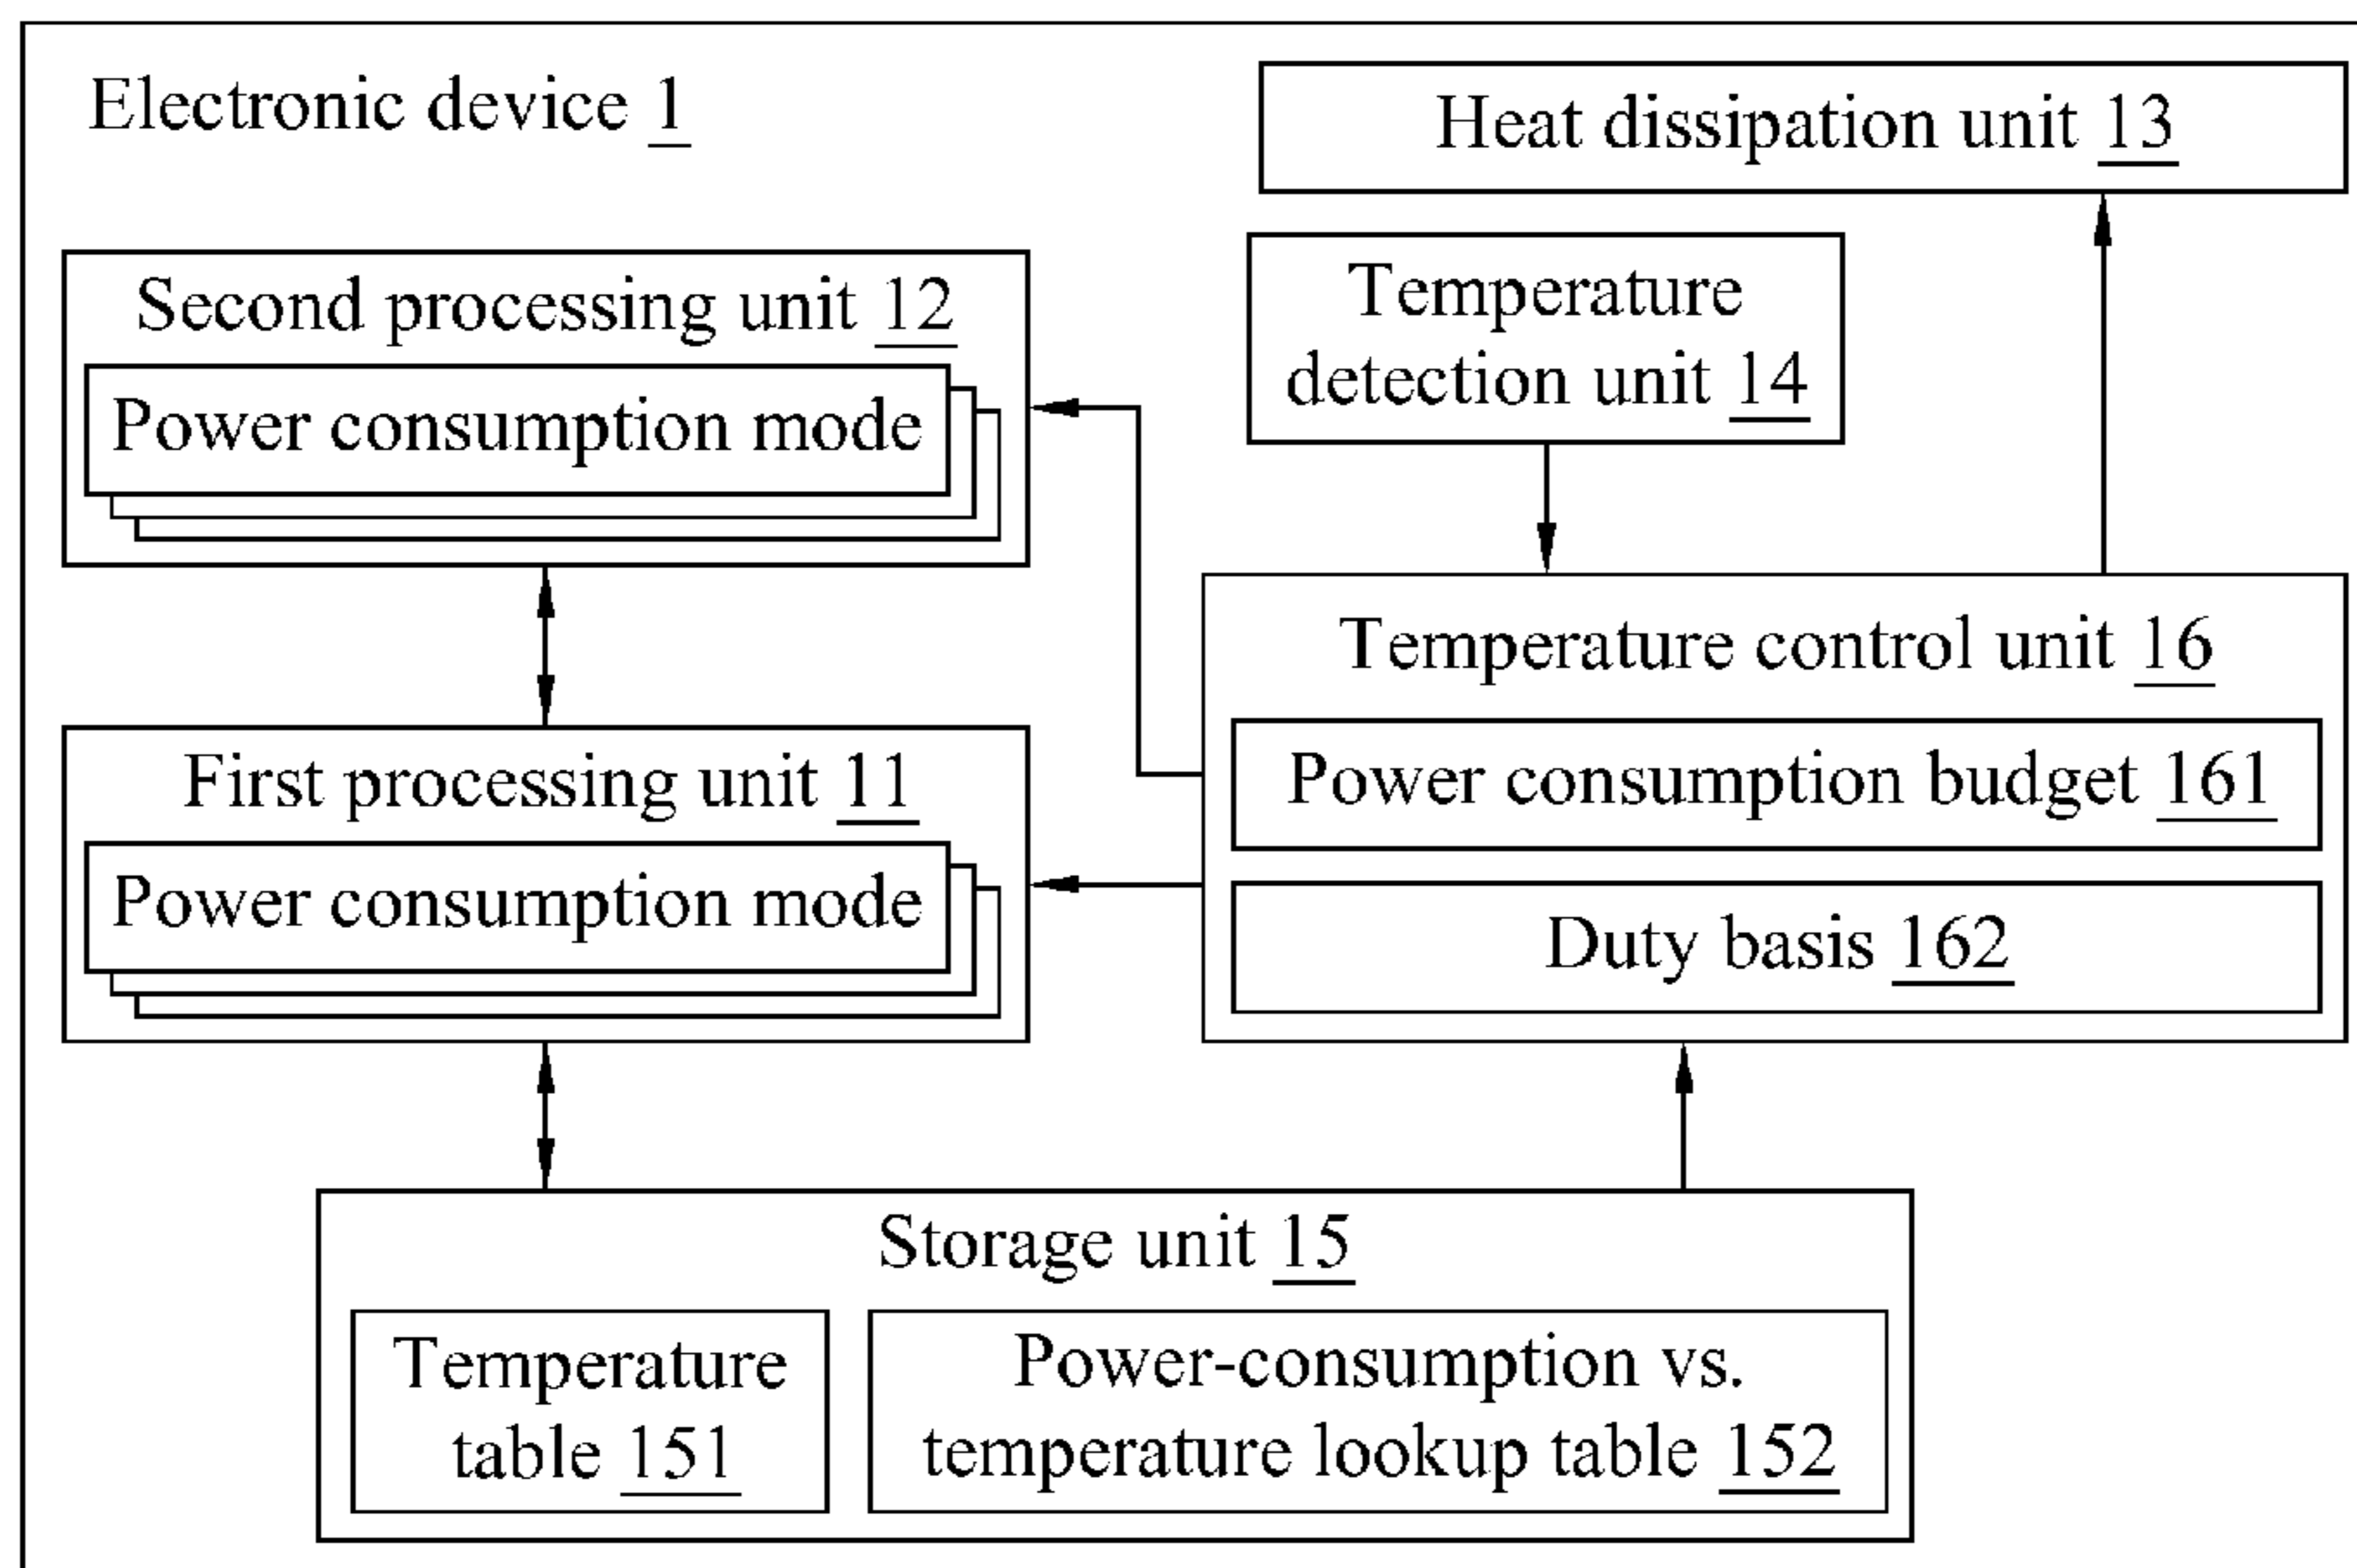 Electronic device 1
Heat dissipation unit 13
Second processing unit 12
Power consumption mode
Temperature
detection unit 14
First processing unit 11
Power consumption mode
Temperature control unit 16
Power consumption budget 161
Duty basis 162
Storage unit 15
Temperature
table 151
Power-consumption vs.
temperature lookup table 152